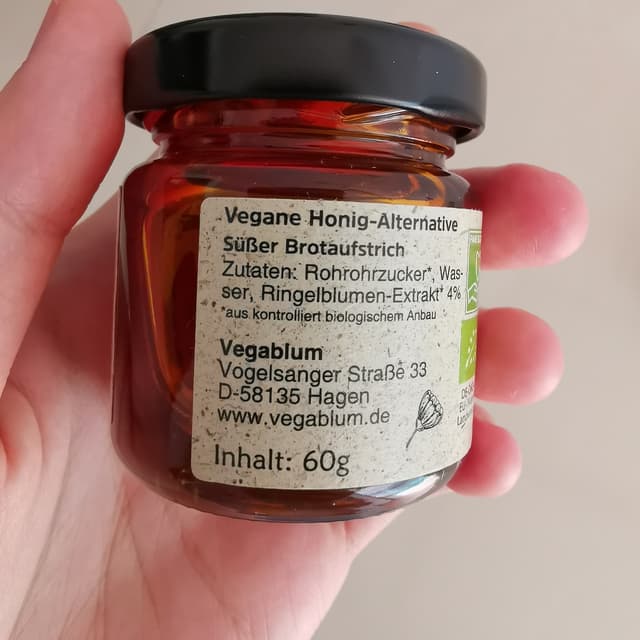 Vegane Honig-Alternative
Süßer Brotaufstrich
Zutaten: Rohrohrzucker*, Was-
ser, Ringelblumen-Extrakt* 4%
*aus kontrolliert biologischem Anbau
Vegablum
Vogelsanger Straße 33
D-58135 Hagen
www.vegablum.de
Inhalt: 60g